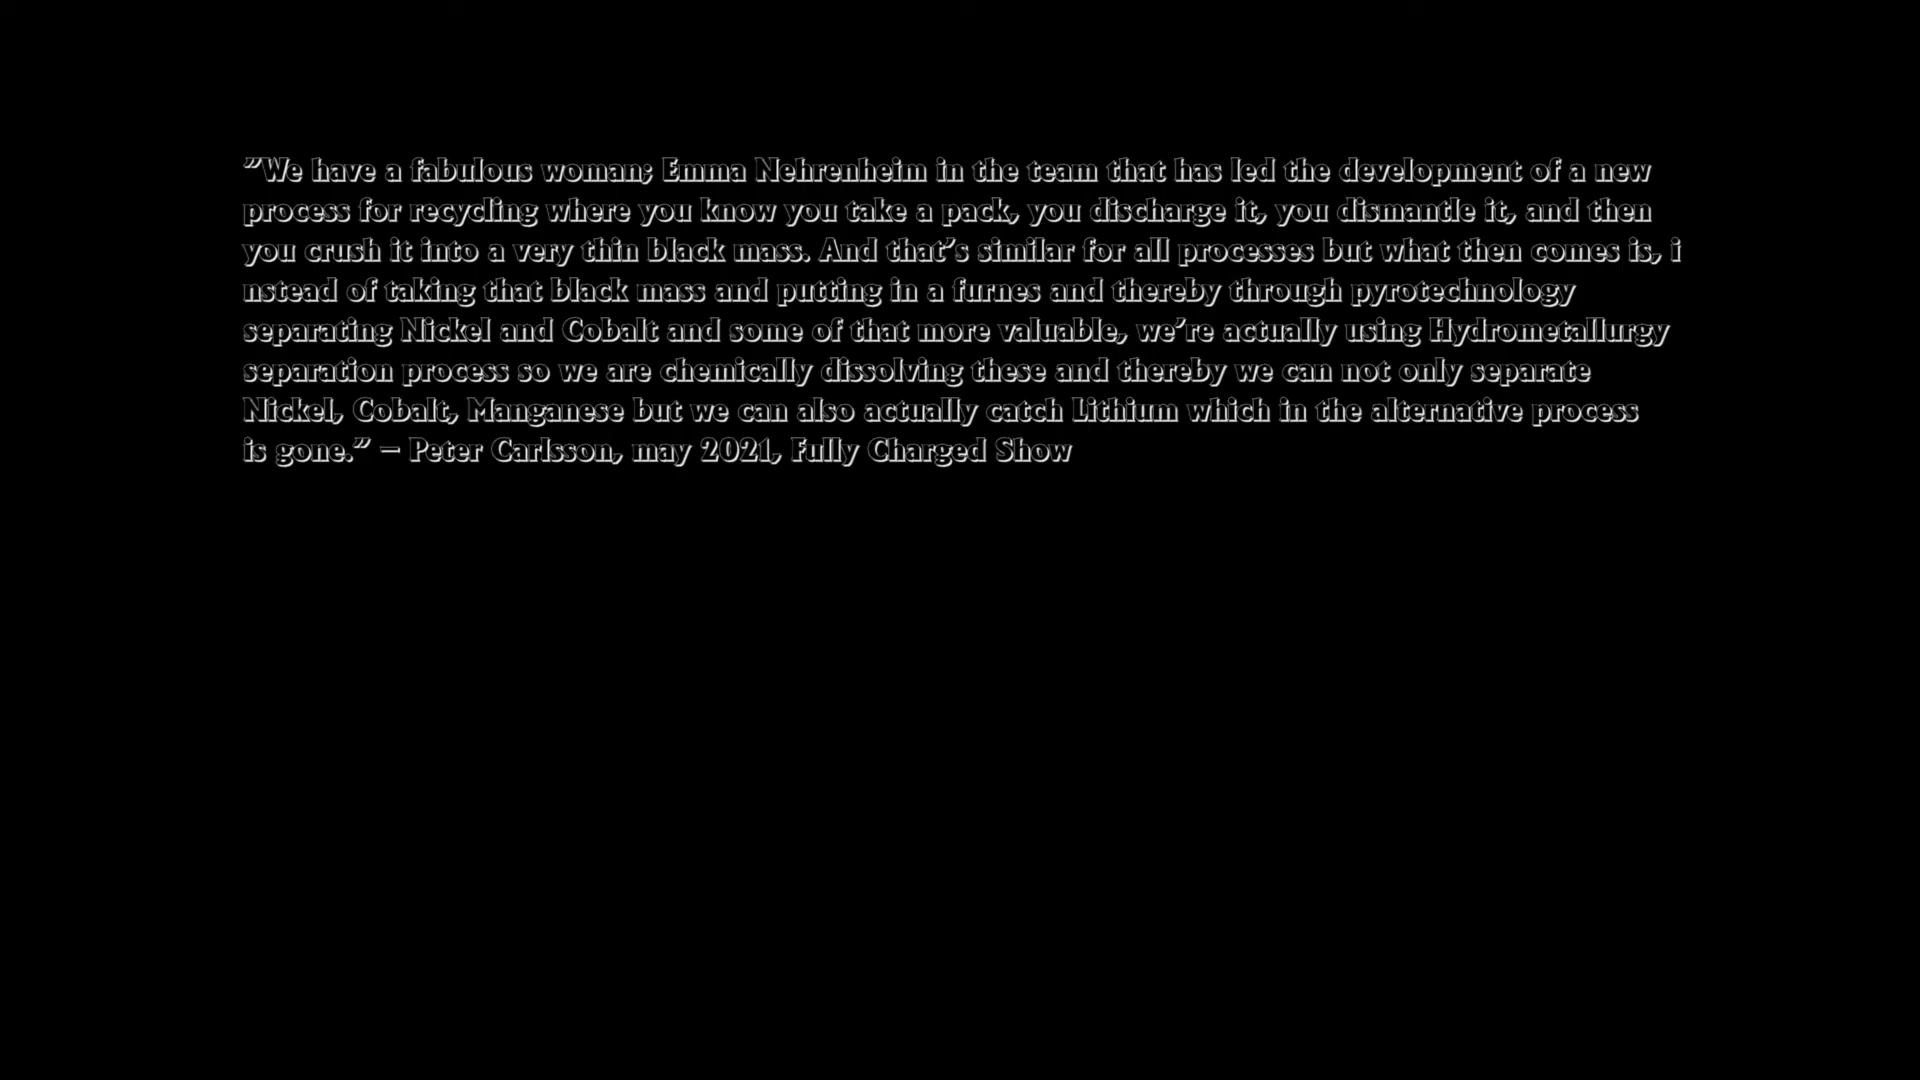 ”We have a fabulous woman; Emma Nehrenheim in the team that has led the development of a new
process for recycling where you know you take a pack, you discharge it, you dismantle it, and then
you crush it into a very thin black mass. And that’s similar for all processes but what then comes is, i
nstead of taking that black mass and putting in a furnes and thereby through pyrotechnology
separating Nickel and Cobalt and some of that more valuable, we’re actually using Hydrometallurgy
separation process so we are chemically dissolving these and thereby we can not only separate
Nickel, Cobalt, Manganese but we can also actually catch Lithium which in the alternative process
is gone.” – Peter Carlsson, may 2021, Fully Charged Show